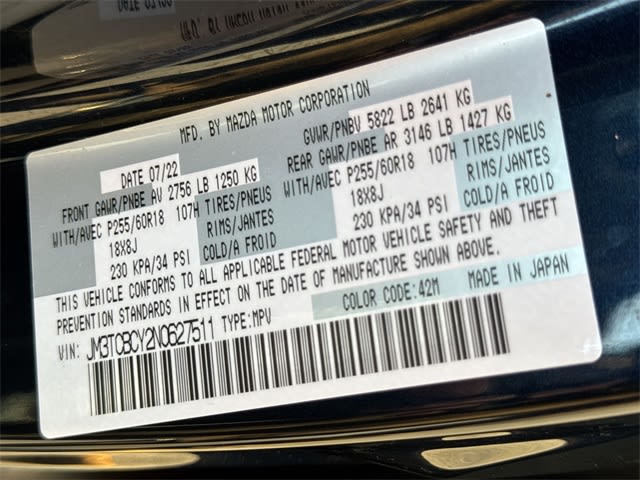 MFD. BY MAZDA MOTOR CORPORATION
DATE 07/22 GVWR/PNBV 5822 LB 2641 KG
FRONT GAWR/PNBE AV 2756 LB 1250 KG REAR GAWR/PNBE AR 3146 LB 1427 KG
WITH/AVEC P255/60R18 107H TIRES/PNEUS WITH/AVEC P255/60R18 107H TIRES/PNEUS
18X8J RIMS/JANTES 18X8J RIMS/JANTES
230 KPA/34 PSI COLD/A FROID 230 KPA/34 PSI COLD/A FROID
THIS VEHICLE CONFORMS TO ALL APPLICABLE FEDERAL MOTOR VEHICLE SAFETY AND THEFT
PREVENTION STANDARDS IN EFFECT ON THE DATE OF MANUFACTURE SHOWN ABOVE.
COLOR CODE:42M MADE IN JAPAN
VIN: JM3TCBCY2N0627511 TYPE:MPV